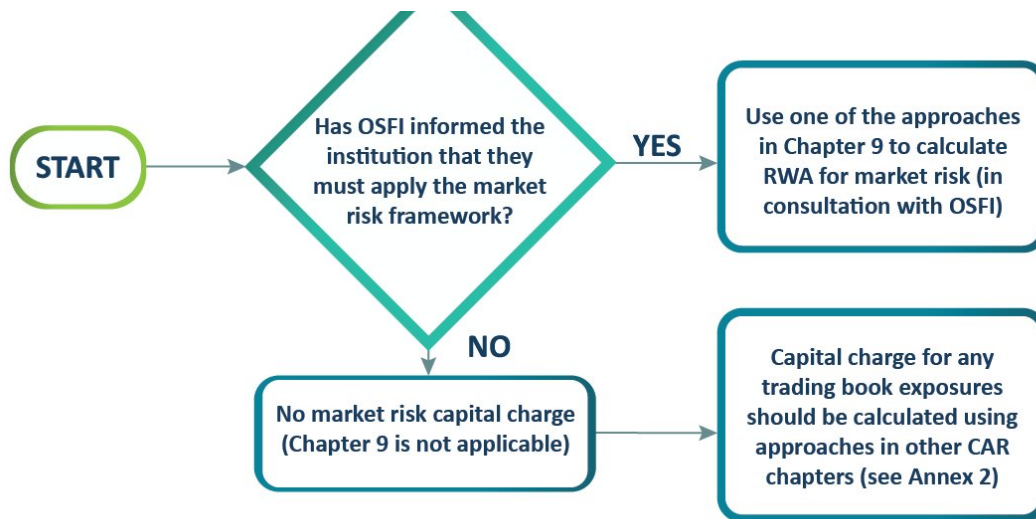 START
Has OSFI informed the
institution that they
must apply the market
risk framework?
YES
Use one of the approaches
in Chapter 9 to calculate
RWA for market risk (in
consultation with OSFI)
NO
No market risk capital charge
(Chapter 9 is not applicable)
Capital charge for any
trading book exposures
should be calculated using
approaches in other CAR
chapters (see Annex 2)